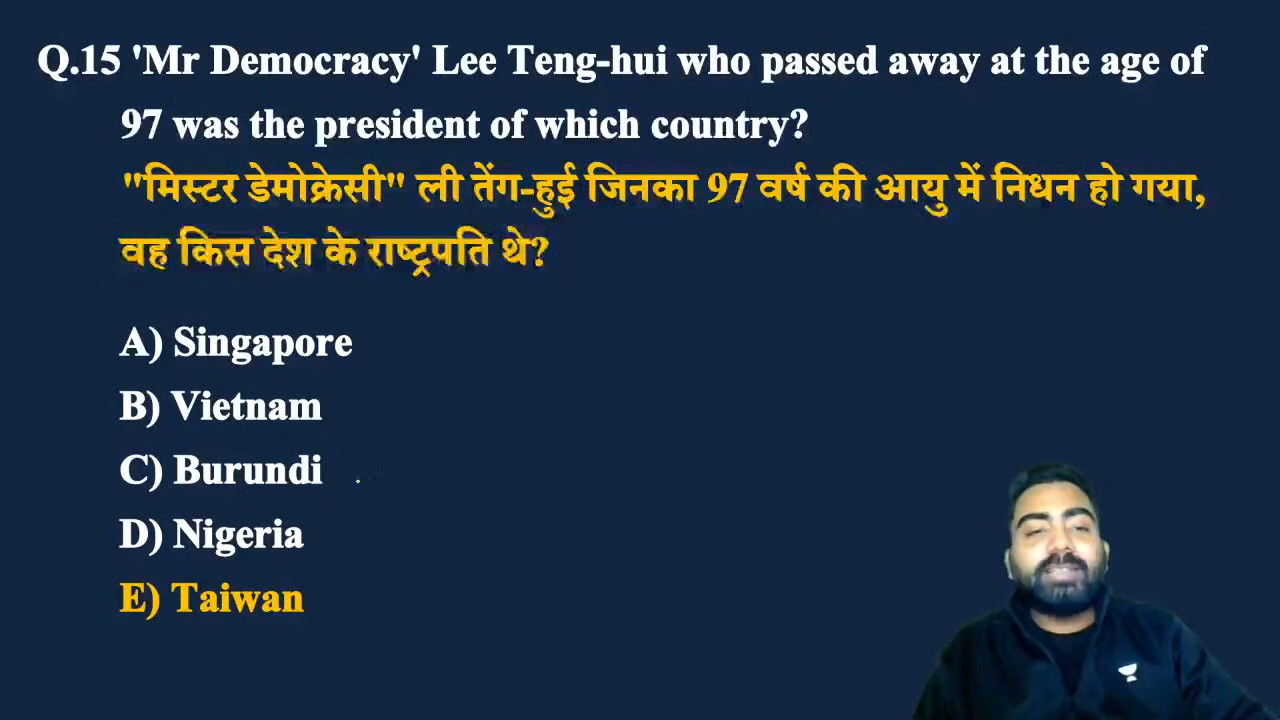 Q.15 'Mr Democracy' Lee Teng-hui who passed away at the age of
97 was the president of which country?
"मिस्टर डेमोक्रेसी" ली तेंग-हुई जिनका 97 वर्ष की आयु में निधन हो गया,
वह किस देश के राष्ट्रपति थे?
A) Singapore
B) Vietnam
C) Burundi
D) Nigeria
E) Taiwan